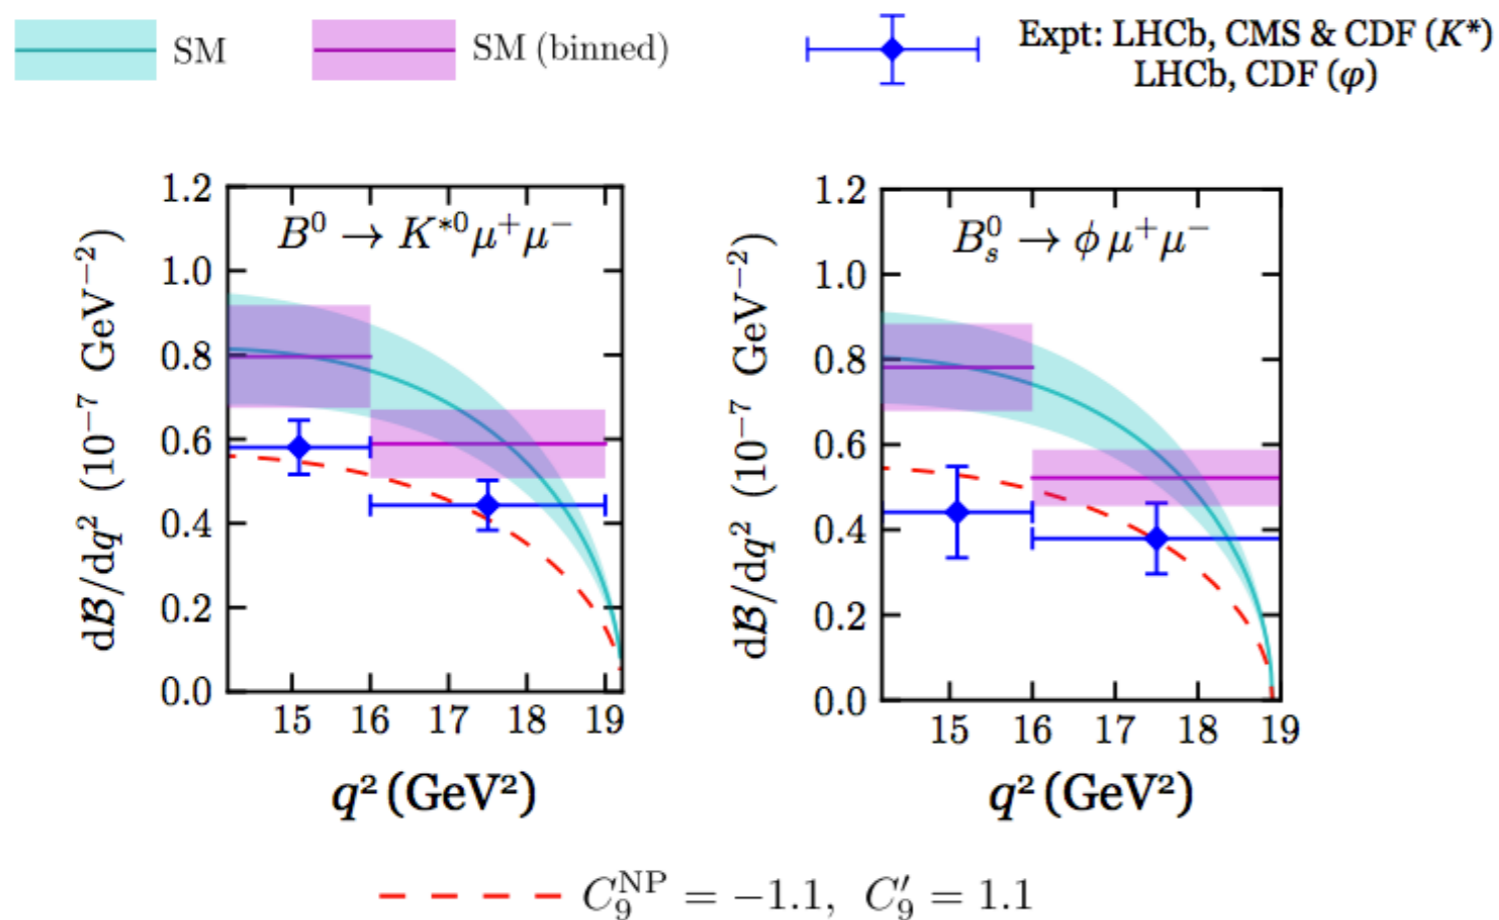 SM
SM (binned)
Expt: LHCb, CMS & CDF (K*)
LHCb, CDF (φ)
B⁰ → K*⁰ μ⁺ μ⁻
dℬ/dq² (10⁻⁷ GeV⁻²)
1.2
1.0
0.8
0.6
0.4
0.2
0.0
15 16 17 18 19
q² (GeV²)
B⁰ₛ → ϕ μ⁺ μ⁻
dℬ/dq² (10⁻⁷ GeV⁻²)
1.2
1.0
0.8
0.6
0.4
0.2
0.0
15 16 17 18 19
q² (GeV²)
C₉ᴺᴾ = −1.1, C₉′ = 1.1